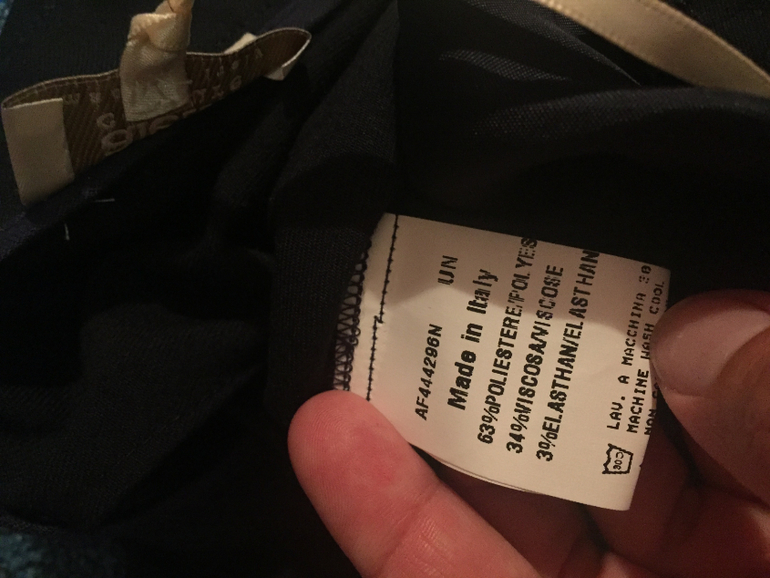 AF444296N UN
Made in Italy
63%POLIESTERE/POLYES
34%VISCOSA/VISCOSE
3%ELASTHAN/ELASTHAN
LAV. A MACCHINA 30
MACHINE WASH COOL
NON